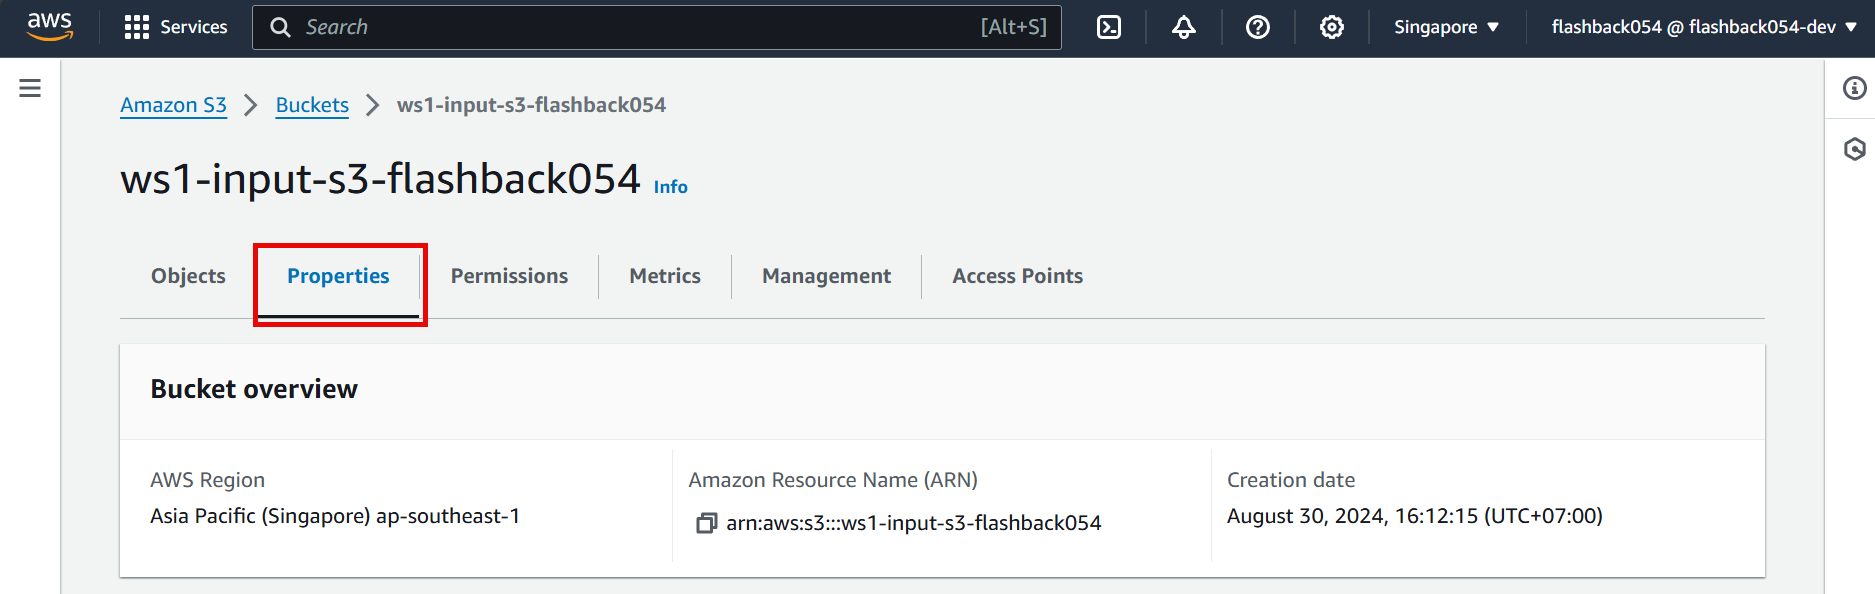 aws Services Search [Alt+S] Singapore flashback054 @ flashback054-dev
Amazon S3 Buckets ws1-input-s3-flashback054
ws1-input-s3-flashback054 Info
Objects Properties Permissions Metrics Management Access Points
Bucket overview
AWS Region Amazon Resource Name (ARN) Creation date
Asia Pacific (Singapore) ap-southeast-1 arn:aws:s3:::ws1-input-s3-flashback054 August 30, 2024, 16:12:15 (UTC+07:00)